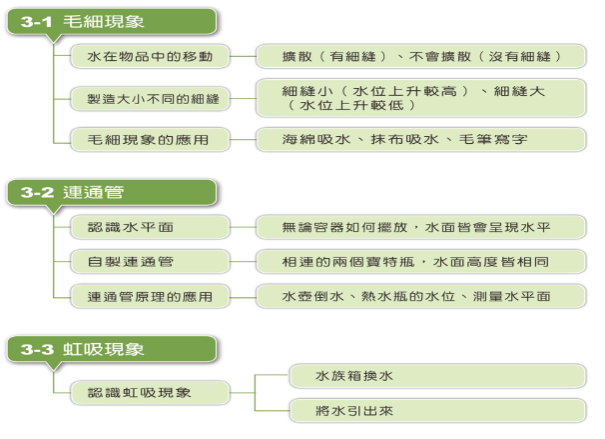 3-1 毛細現象
水在物品中的移動
擴散（有細縫）、不會擴散（沒有細縫）
製造大小不同的細縫
細縫小（水位上升較高）、細縫大
（水位上升較低）
毛細現象的應用
海綿吸水、抹布吸水、毛筆寫字
3-2 連通管
認識水平面
無論容器如何擺放，水面皆會呈現水平
自製連通管
相連的兩個寶特瓶，水面高度皆相同
連通管原理的應用
水壺倒水、熱水瓶的水位、測量水平面
3-3 虹吸現象
認識虹吸現象
水族箱換水
將水引出來